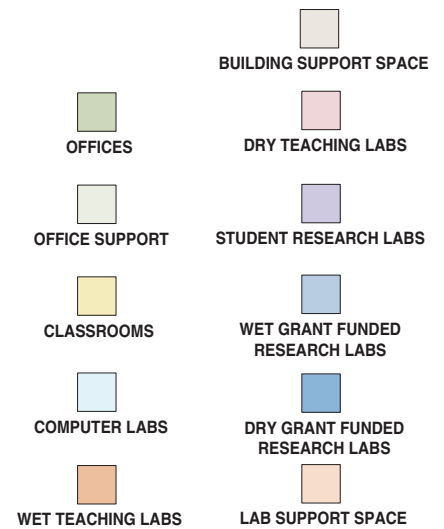 BUILDING SUPPORT SPACE
OFFICES
DRY TEACHING LABS
OFFICE SUPPORT
STUDENT RESEARCH LABS
CLASSROOMS
WET GRANT FUNDED
RESEARCH LABS
COMPUTER LABS
DRY GRANT FUNDED
RESEARCH LABS
WET TEACHING LABS
LAB SUPPORT SPACE